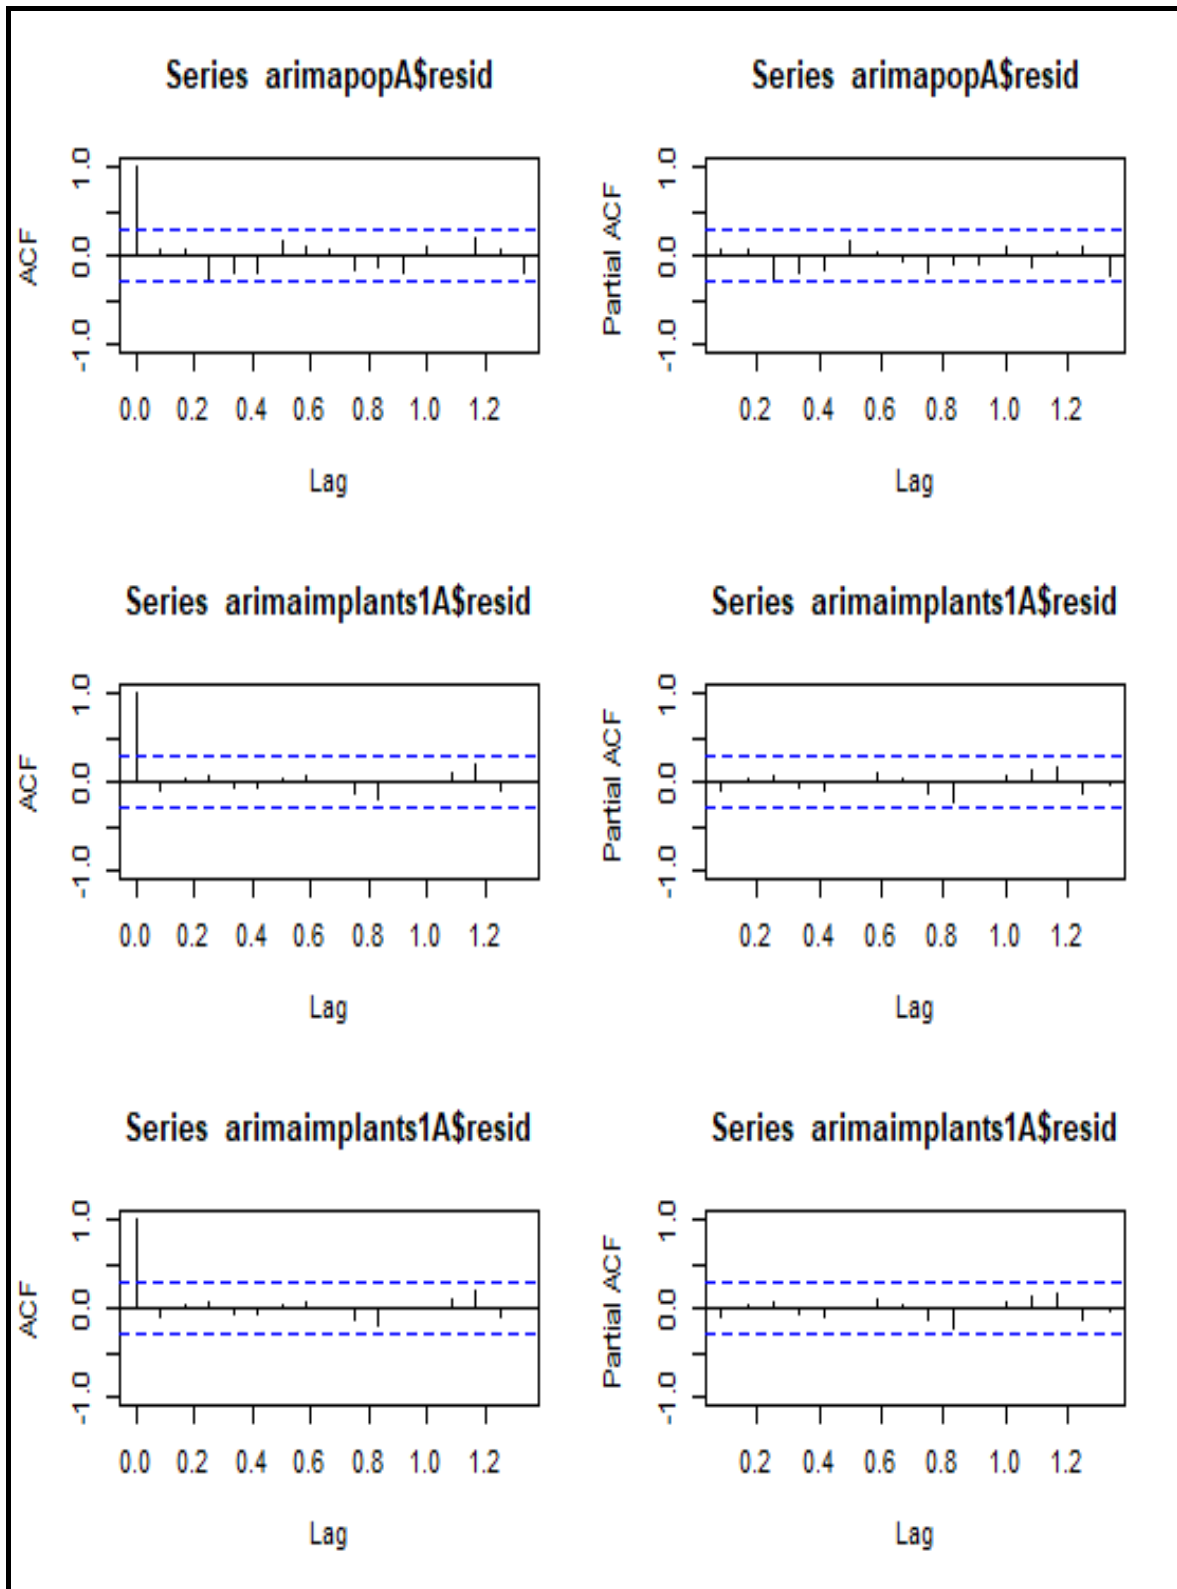 Series arimapopA$resid
ACF
1.0
0.0
-1.0
0.0 0.2 0.4 0.6 0.8 1.0 1.2
Lag
Series arimapopA$resid
Partial ACF
1.0
0.0
-1.0
0.2 0.4 0.6 0.8 1.0 1.2
Lag
Series arimaimplants1A$resid
ACF
1.0
0.0
-1.0
0.0 0.2 0.4 0.6 0.8 1.0 1.2
Lag
Series arimaimplants1A$resid
Partial ACF
1.0
0.0
-1.0
0.2 0.4 0.6 0.8 1.0 1.2
Lag
Series arimaimplants1A$resid
ACF
1.0
0.0
-1.0
0.0 0.2 0.4 0.6 0.8 1.0 1.2
Lag
Series arimaimplants1A$resid
Partial ACF
1.0
0.0
-1.0
0.2 0.4 0.6 0.8 1.0 1.2
Lag